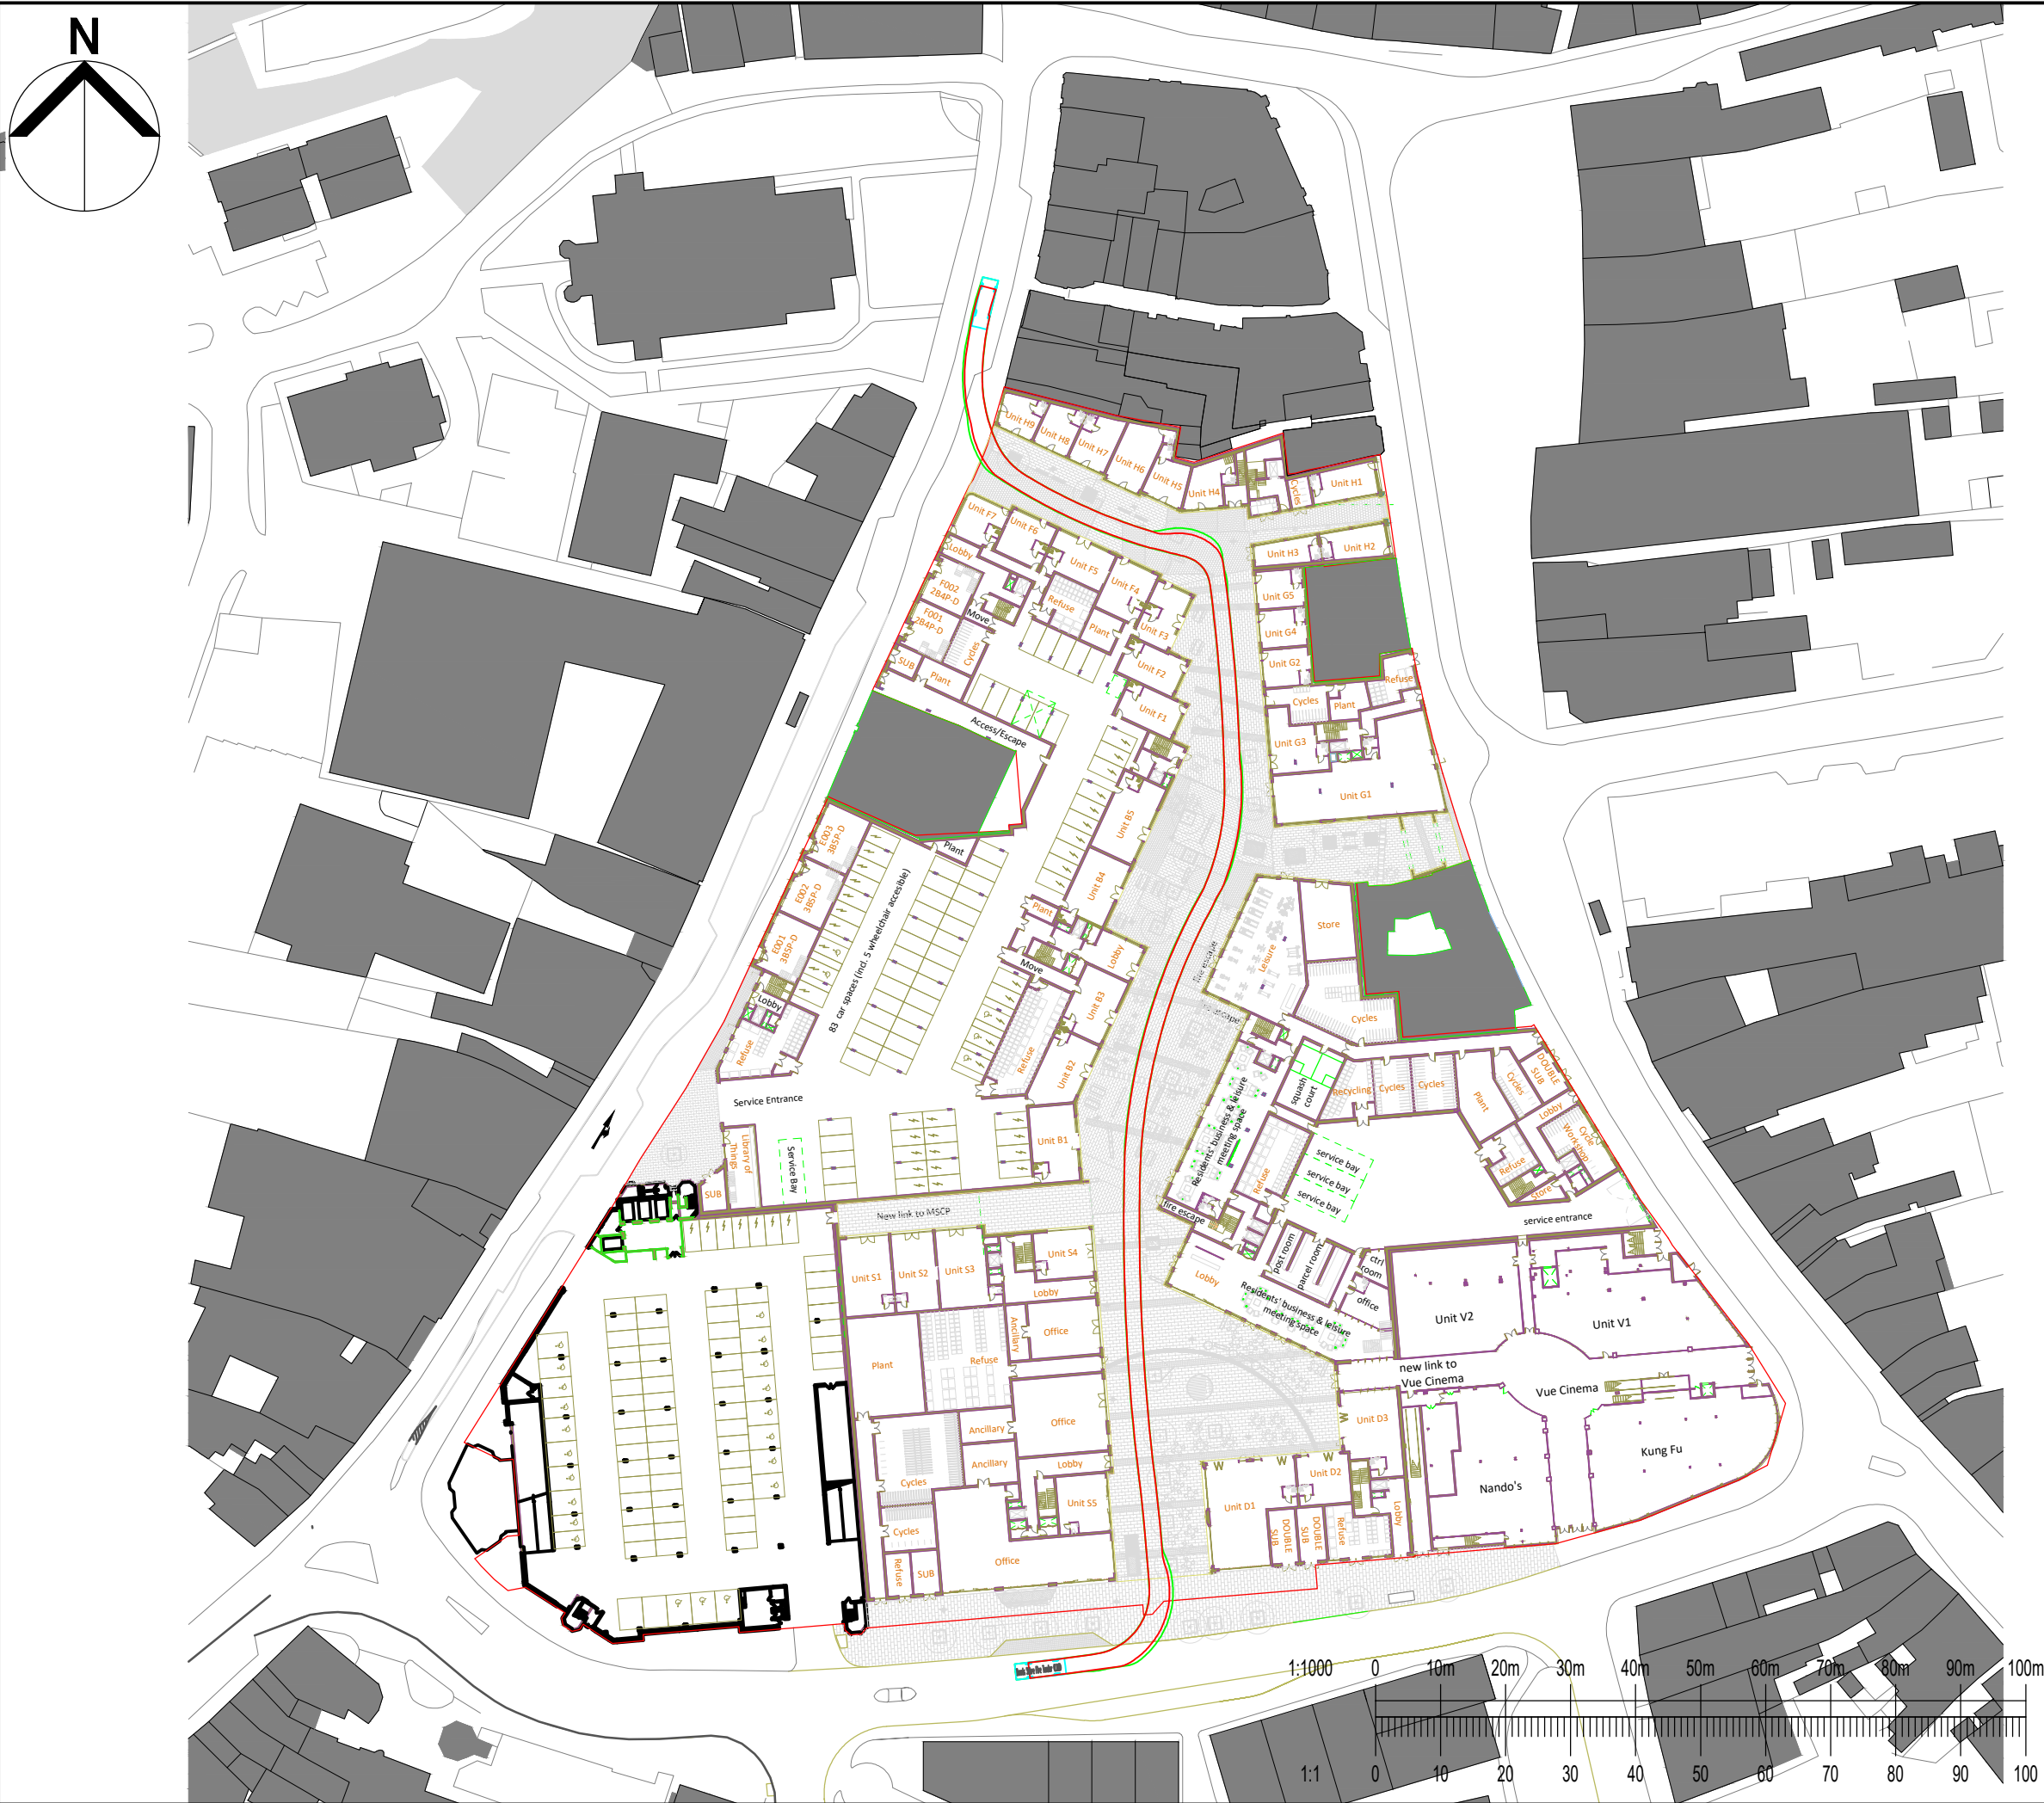 N
Unit H9
Unit H8
Unit H7
Unit H6
Unit H5
Unit H4
Cycles
Unit H1
Unit F7
Unit F6
Lobby
Unit F5
Unit F4
F002
2B4P-D
Refuse
Unit H3
Unit H2
Unit G5
F001
2B4P-D
Move
Plant
Unit F3
Unit G4
SUB
Plant
Cycles
Unit F2
Unit G2
Refuse
Cycles
Plant
Unit F1
Access/Escape
Unit G3
Unit G1
E003
3B5P-D
Plant
Unit B5
E002
3B5P-D
83 car spaces (incl. 5 wheelchair accesible)
Unit B4
Plant
Store
Leisure
E001
3B5P-D
Lobby
Move
Lobby
fire escape
Unit B3
Cycles
Refuse
Refuse
Unit B2
Service Entrance
squash
court
Recycling
Cycles
Cycles
Plant
Cycles
DOUBLE
SUB
Lobby
Cycle
Workshop
Residents' business & leisure
meeting space
Library of
Things
Service Bay
Unit B1
SUB
Refuse
service bay
service bay
service bay
Refuse
Store
fire escape
service entrance
New link to MSCP
Unit S1
Unit S2
Unit S3
Unit S4
Lobby
Lobby
post room
parcel room
ctrl
room
office
Residents' business & leisure
meeting space
Unit V2
Unit V1
Ancillary
Office
Plant
Refuse
new link to
Vue Cinema
Vue Cinema
Office
Ancillary
Unit D3
Kung Fu
Ancillary
Lobby
Cycles
Unit D2
Nando's
Unit S5
Unit D1
Lobby
Cycles
SUB
DOUBLE
SUB
DOUBLE
Refuse
Office
Refuse
SUB
1:1000
0 10m 20m 30m 40m 50m 60m 70m 80m 90m 100m
1:1
0 10 20 30 40 50 60 70 80 90 100